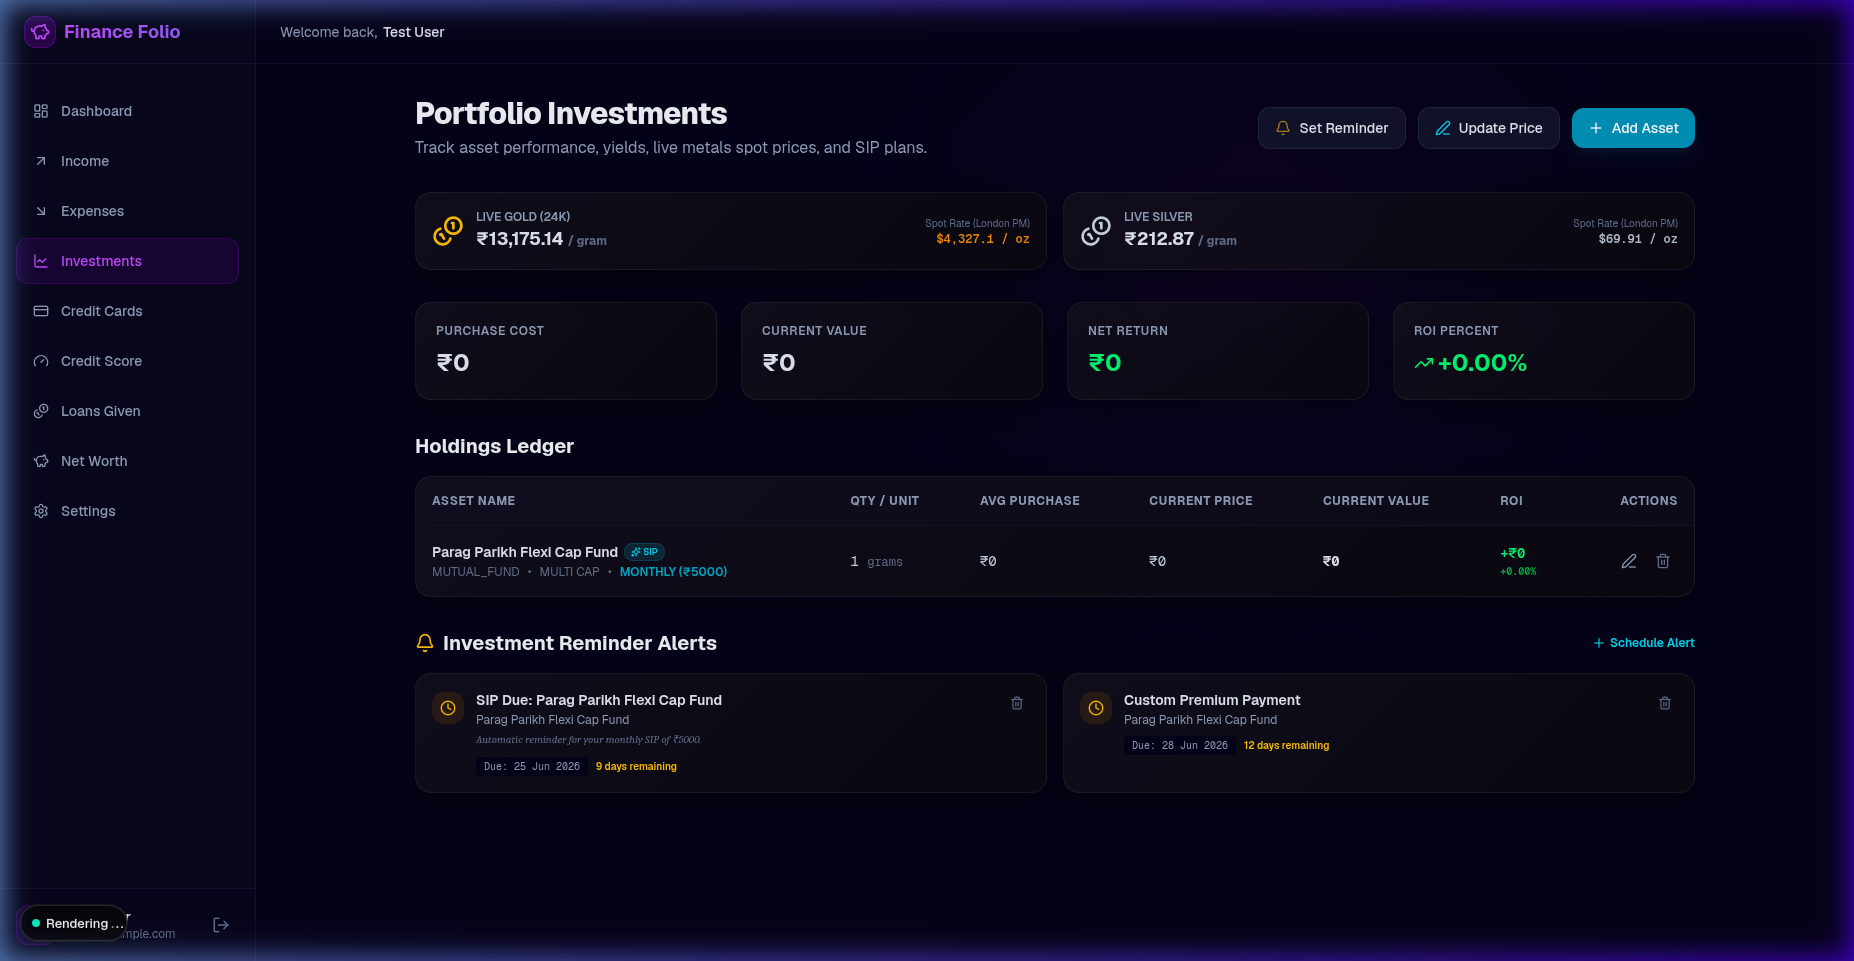 Finance Folio
Welcome back, Test User
Dashboard
Income
Expenses
Investments
Credit Cards
Credit Score
Loans Given
Net Worth
Settings
Portfolio Investments
Track asset performance, yields, live metals spot prices, and SIP plans.
Set Reminder
Update Price
Add Asset
LIVE GOLD (24K)
₹13,175.14 / gram
Spot Rate (London PM)
$4,327.1 / oz
LIVE SILVER
₹212.87 / gram
Spot Rate (London PM)
$69.91 / oz
PURCHASE COST
₹0
CURRENT VALUE
₹0
NET RETURN
₹0
ROI PERCENT
+0.00%
Holdings Ledger
ASSET NAME QTY / UNIT AVG PURCHASE CURRENT PRICE CURRENT VALUE ROI ACTIONS
Parag Parikh Flexi Cap Fund SIP
MUTUAL_FUND • MULTI CAP • MONTHLY (₹5000)
1 grams ₹0 ₹0 ₹0 +₹0
+0.00%
Investment Reminder Alerts
+ Schedule Alert
SIP Due: Parag Parikh Flexi Cap Fund
Parag Parikh Flexi Cap Fund
Automatic reminder for your monthly SIP of ₹5000.
Due: 25 Jun 2026 9 days remaining
Custom Premium Payment
Parag Parikh Flexi Cap Fund
Due: 28 Jun 2026 12 days remaining
Rendering ...